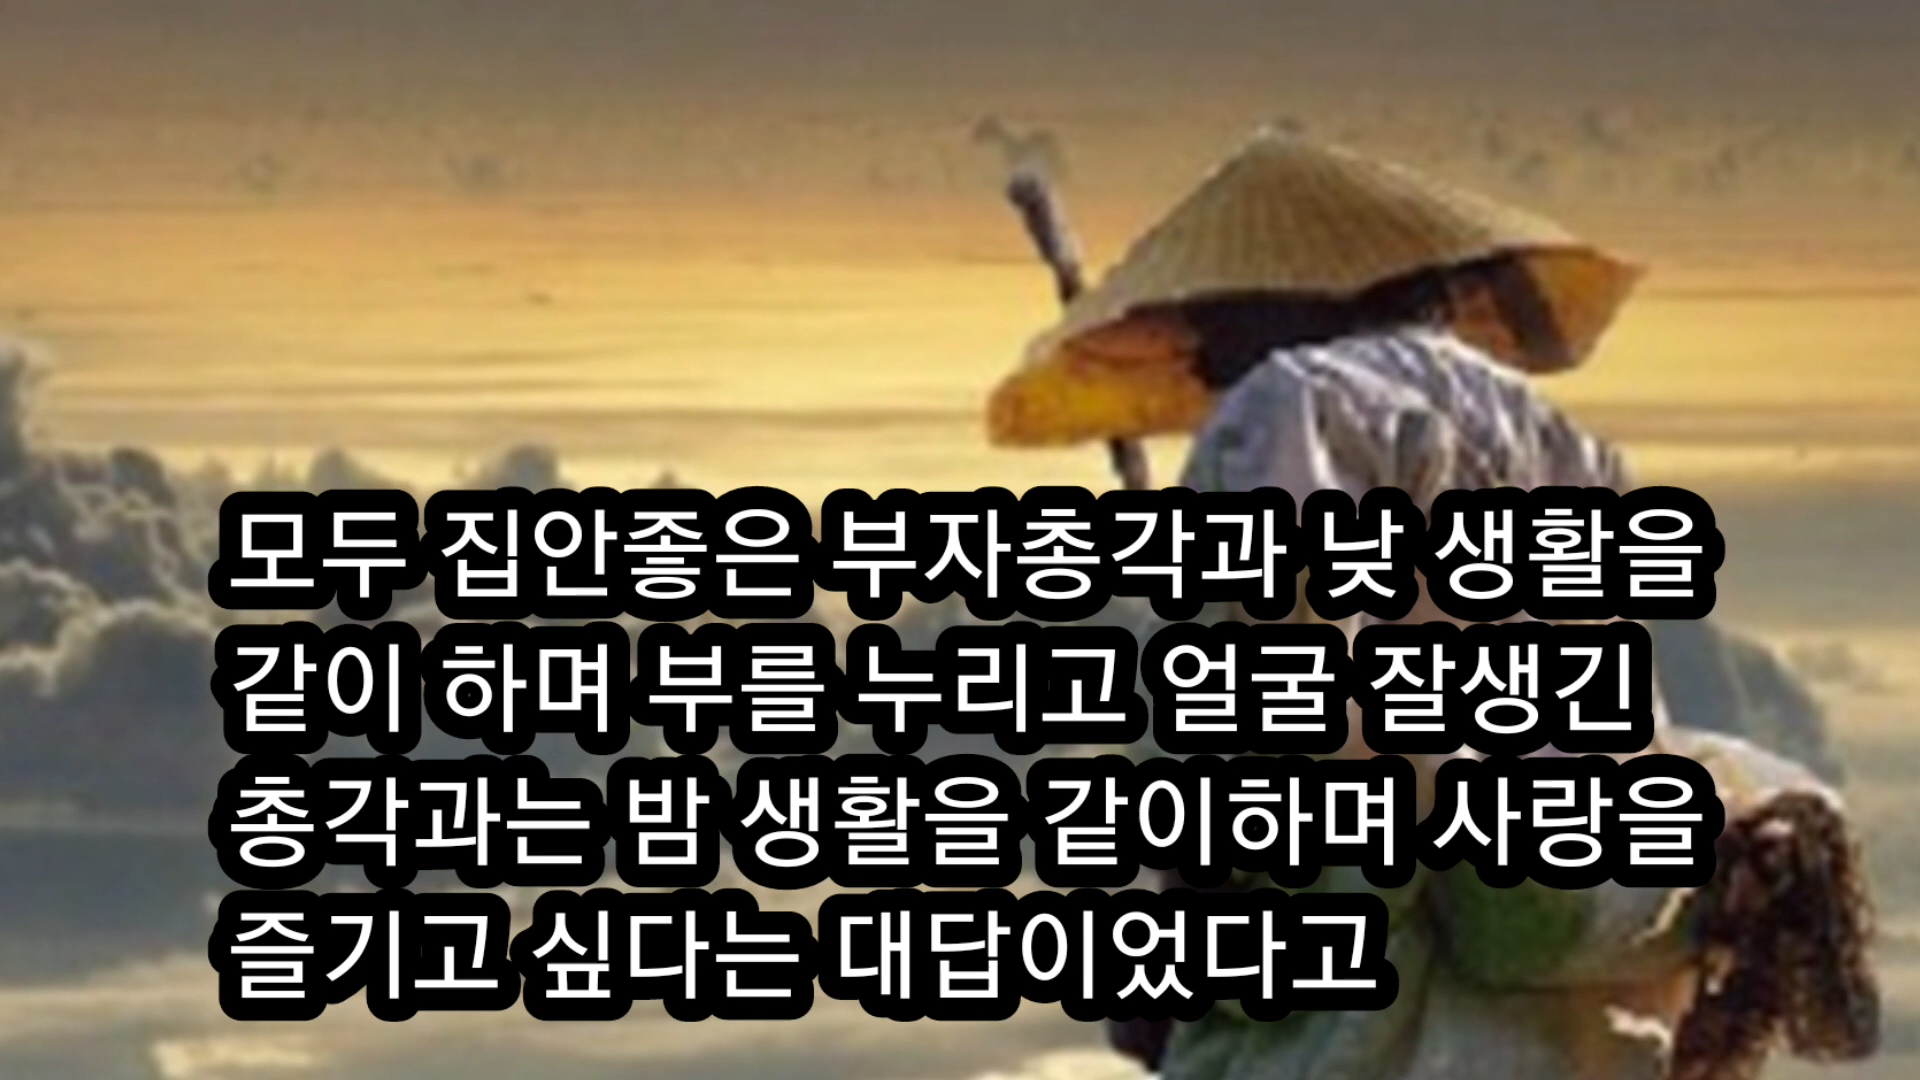 모두 집안좋은 부자총각과 낮 생활을
같이 하며 부를 누리고 얼굴 잘생긴
총각과는 밤 생활을 같이하며 사랑을
즐기고 싶다는 대답이었다고